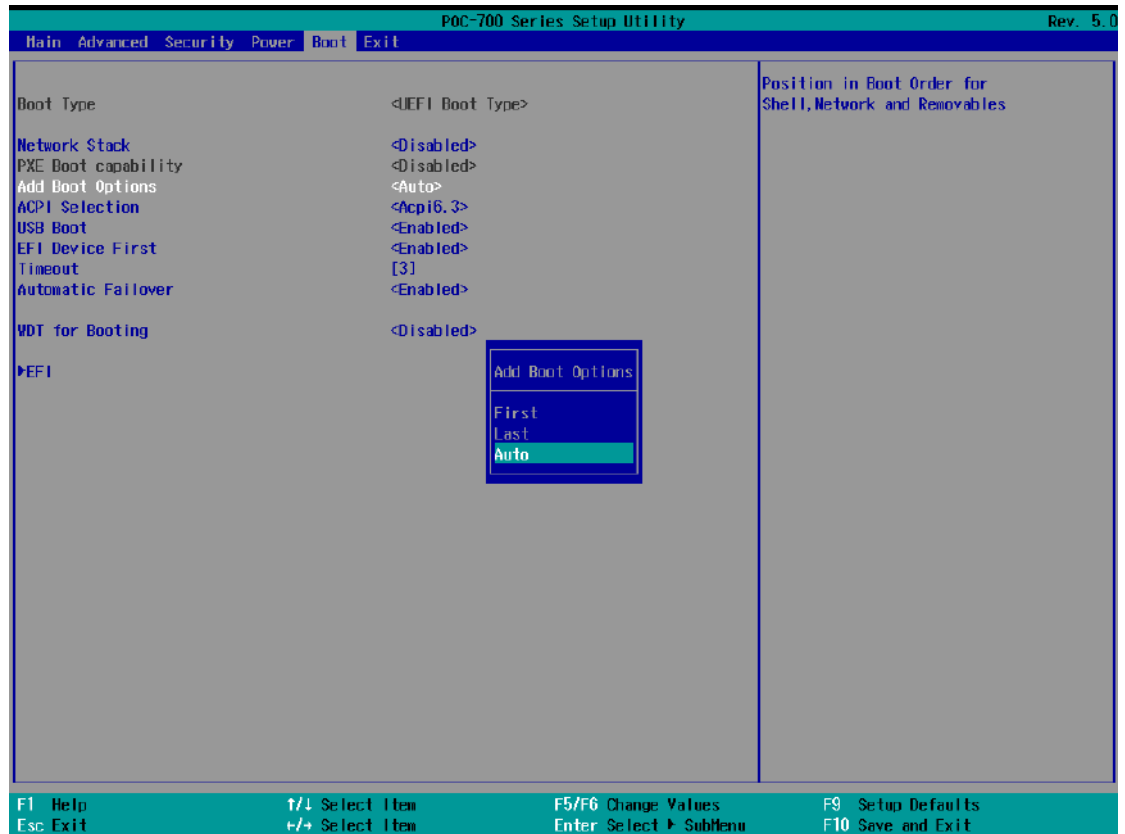 POC-700 Series Setup Utility Rev. 5.0
Main Advanced Security Power Boot Exit
Boot Type <UEFI Boot Type>
Network Stack <Disabled>
PXE Boot capability <Disabled>
Add Boot Options <Auto>
ACPI Selection <Acpi6.3>
USB Boot <Enabled>
EFI Device First <Enabled>
Timeout [3]
Automatic Failover <Enabled>
WDT for Booting <Disabled>
▶EFI
Add Boot Options
First
Last
Auto
Position in Boot Order for
Shell,Network and Removables
F1 Help ↑/↓ Select Item F5/F6 Change Values F9 Setup Defaults
Esc Exit ←/→ Select Item Enter Select ▶ SubMenu F10 Save and Exit